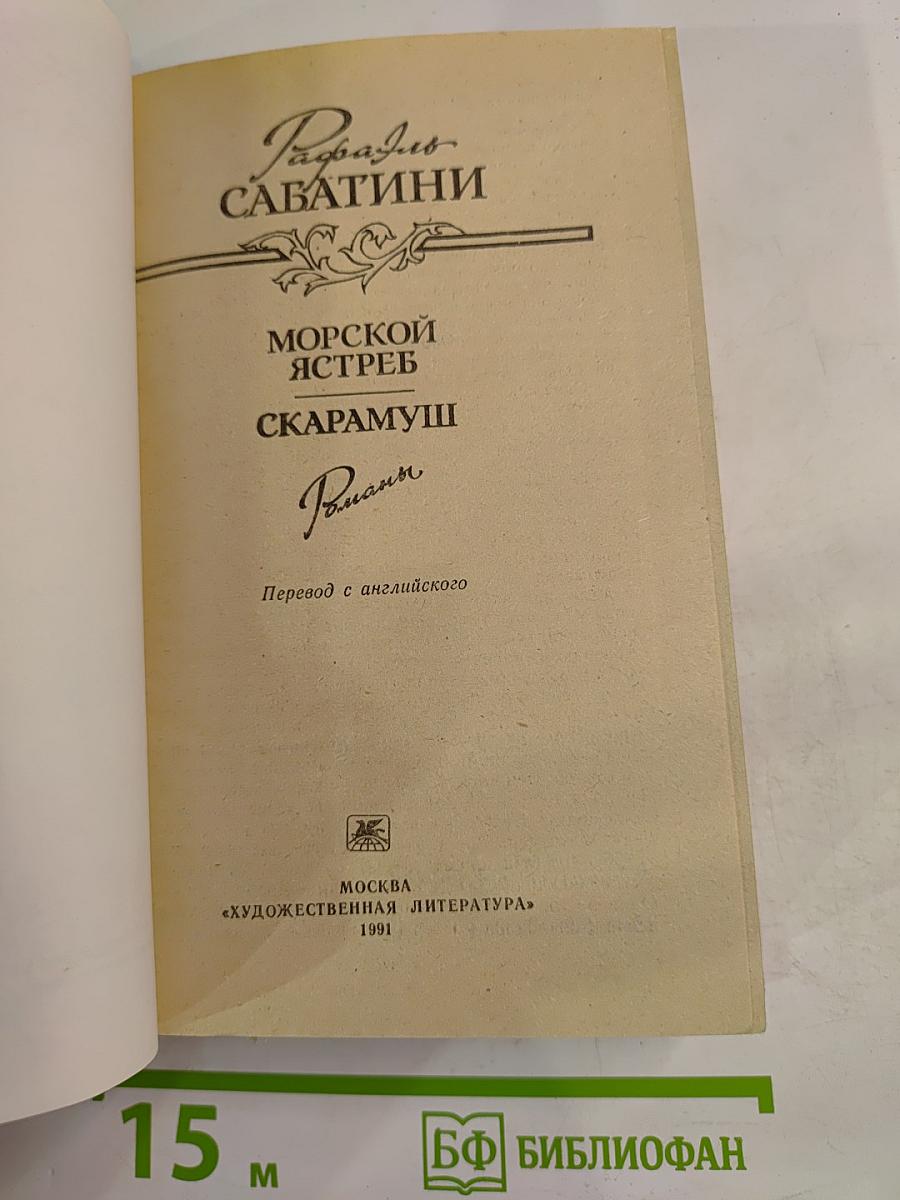 Рафаэль
САБАТИНИ
МОРСКОЙ
ЯСТРЕБ
СКАРАМУШ
Романы
Перевод с английского
МОСКВА
«ХУДОЖЕСТВЕННАЯ ЛИТЕРАТУРА»
1991
15 м
БФ БИБЛИОФАН